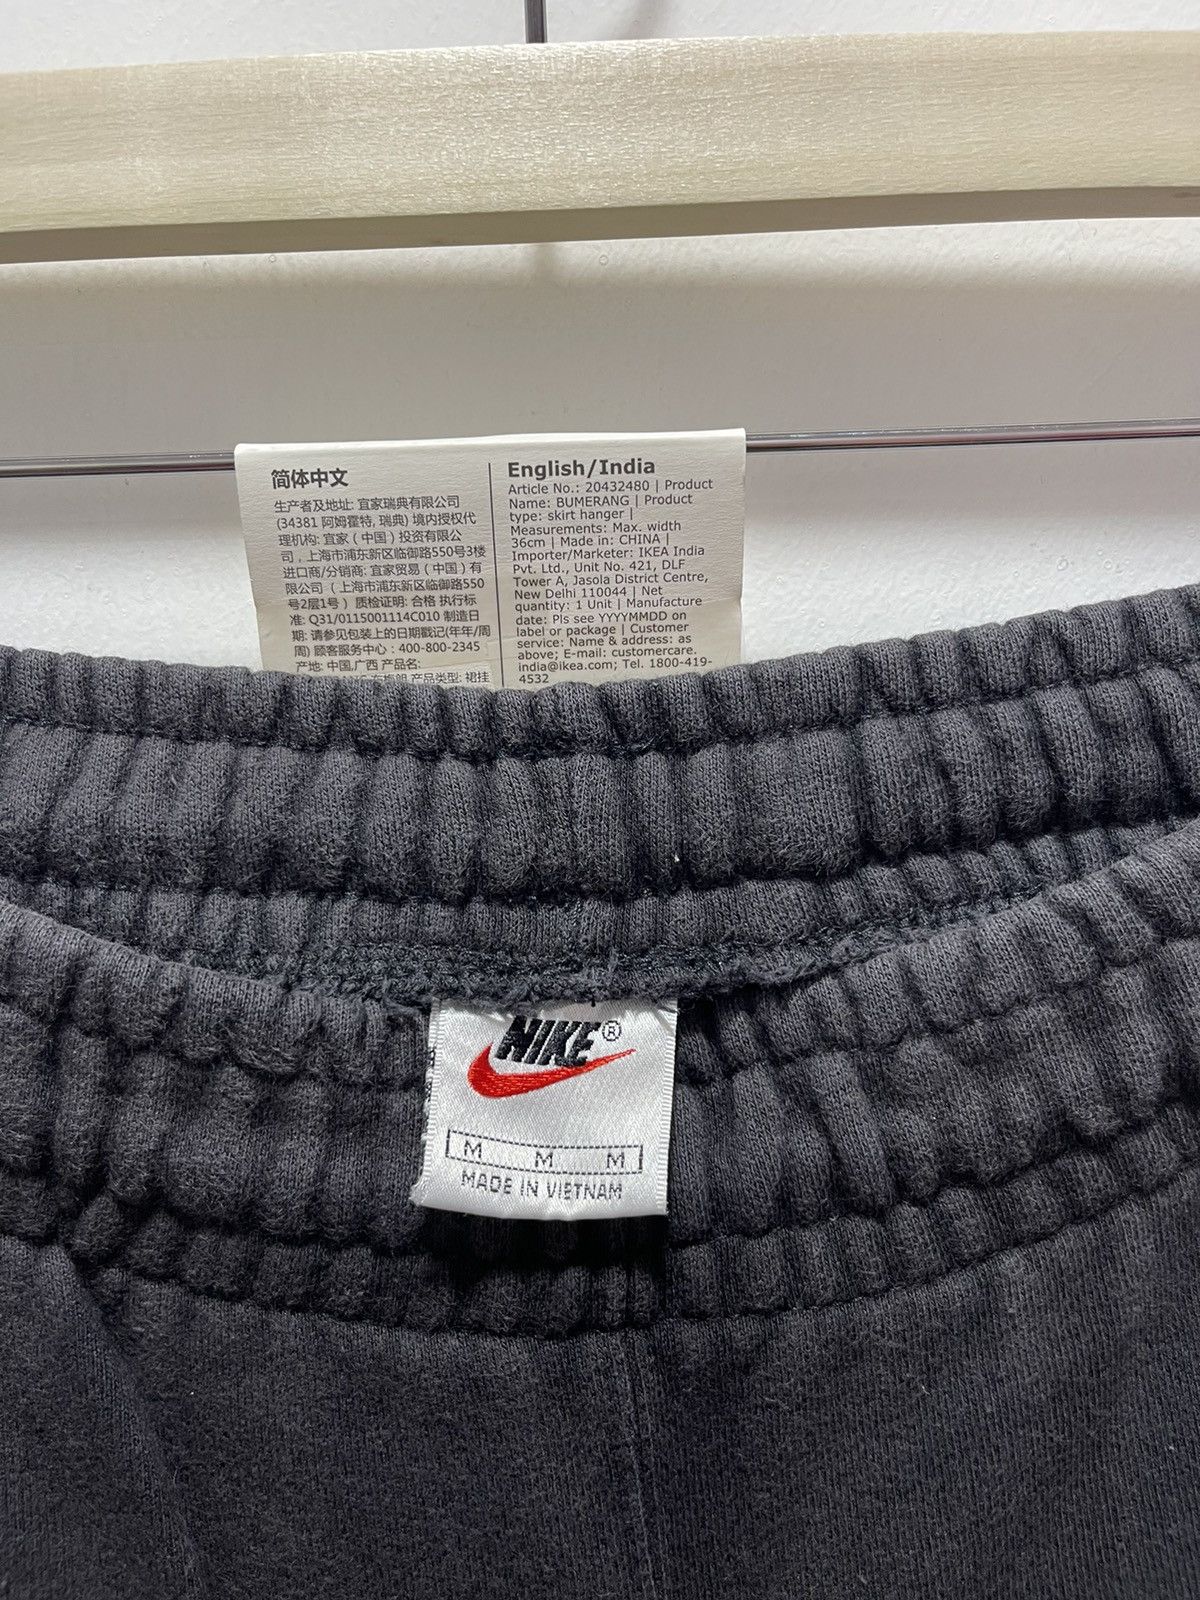 简体中文
生产者及地址: 宜家瑞典有限公司
(34381 阿姆霍特, 瑞典) 境内授权代
理机构: 宜家（中国）投资有限公
司，上海市浦东新区临御路550号3楼
进口商/分销商: 宜家贸易（中国）有
限公司（上海市浦东新区临御路550
号2层1号）质检证明: 合格 执行标
准: Q31/0115001114C010 制造日
期: 请参见包装上的日期戳记(年年/周
周) 顾客服务中心: 400-800-2345
产地: 中国,广西 产品名:
产品类型: 裙挂
English/India
Article No.: 20432480 | Product
Name: BUMERANG | Product
type: skirt hanger |
Measurements: Max. width
36cm | Made in: CHINA |
Importer/Marketer: IKEA India
Pvt. Ltd., Unit No. 421, DLF
Tower A, Jasola District Centre,
New Delhi 110044 | Net
quantity: 1 Unit | Manufacture
date: Pls see YYYYMMDD on
label or package | Customer
service: Name & address: as
above; E-mail: customercare.
india@ikea.com; Tel. 1800-419-
4532
NIKE®
M M M
MADE IN VIETNAM